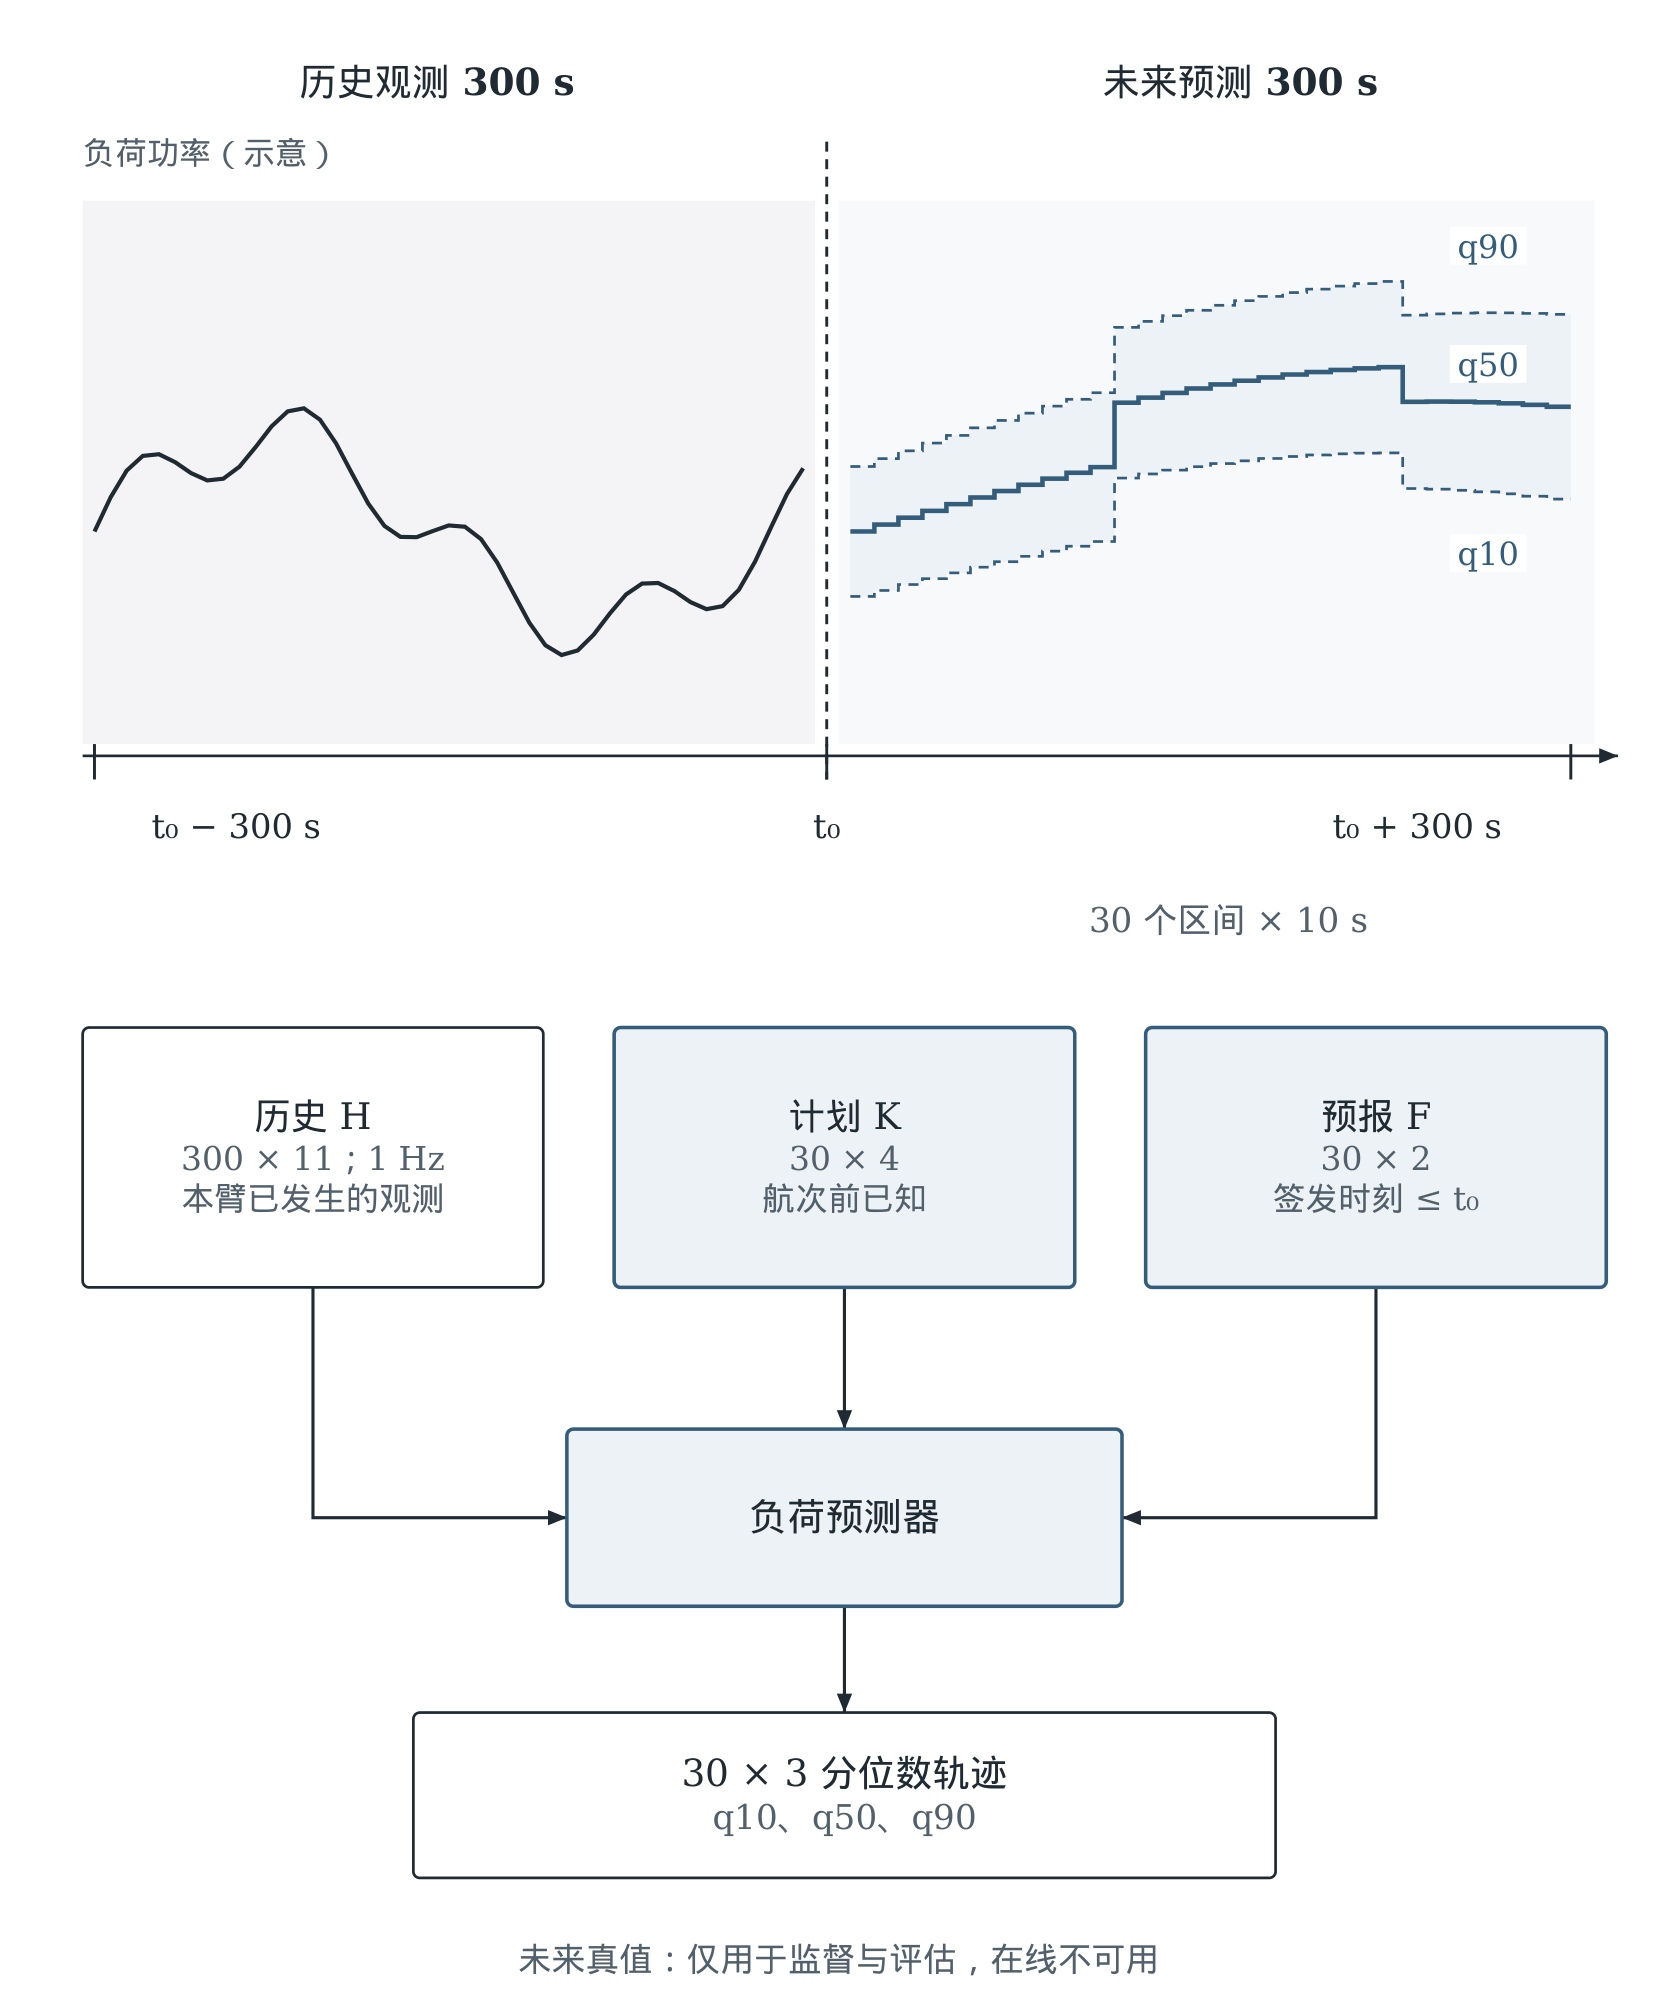 历史观测 300 s
未来预测 300 s
负荷功率（示意）
q90
q50
q10
t₀ − 300 s
t₀
t₀ + 300 s
30 个区间 × 10 s
历史 H
300 × 11；1 Hz
本臂已发生的观测
计划 K
30 × 4
航次前已知
预报 F
30 × 2
签发时刻 ≤ t₀
负荷预测器
30 × 3 分位数轨迹
q10、q50、q90
未来真值：仅用于监督与评估，在线不可用